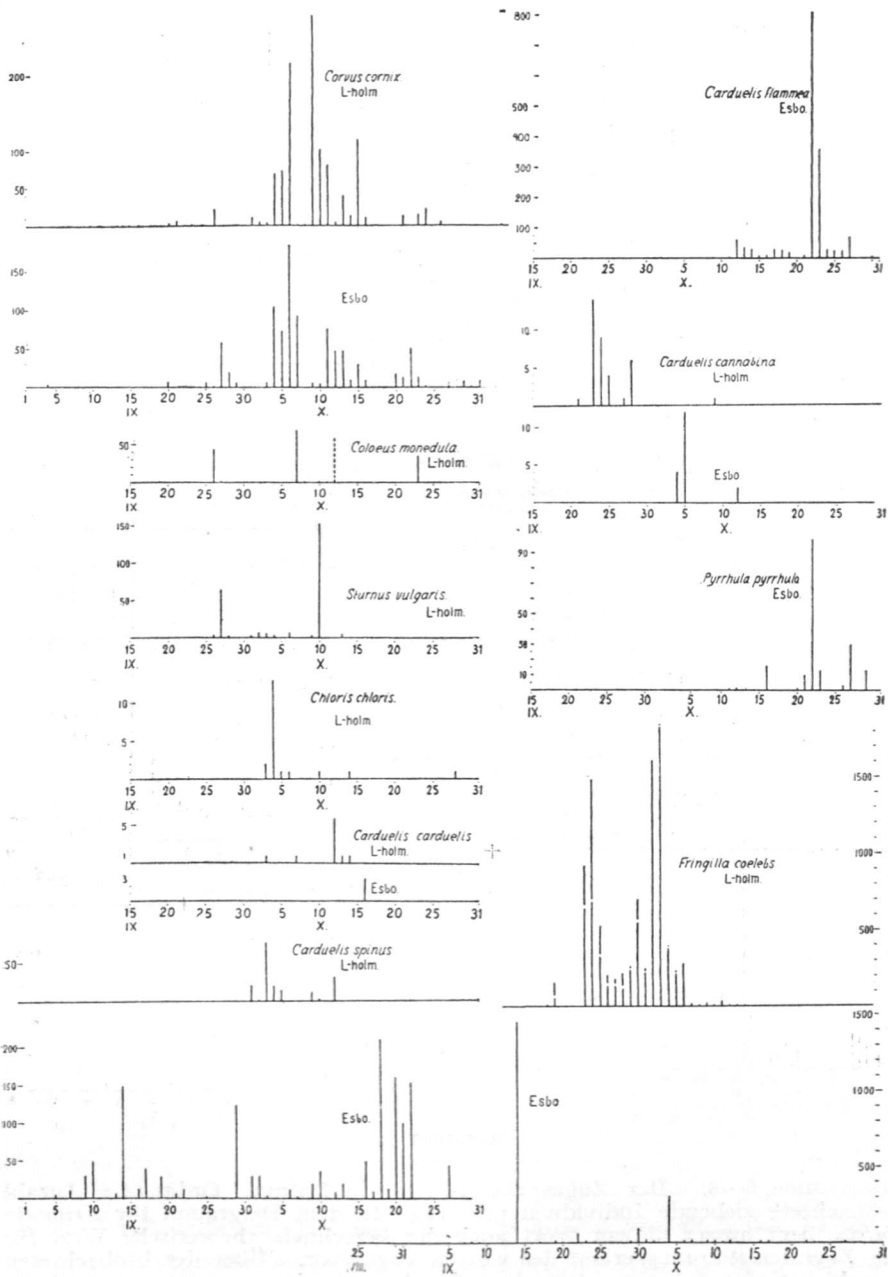 200-
100-
50-
Corvus cornix
L-holm
150-
100-
50-
Esbo
1 5 10 15 20 25 5 10 15 20 25 31
IX X.
50-
Coloeus monedula
L-holm.
15 20 25 30 5 10 15 20 25 31
IX. X.
150-
100-
50-
Sturnus vulgaris.
L-holm.
15 20 25 30 5 10 15 20 25 31
IX. X.
10-
5-
Chloris chloris.
L-holm
15 20 25 30 5 10 15 20 25 31
IX. X.
5-
1
Carduelis carduelis
L-holm.
3
Esbo.
15 20 25 30 5 10 15 20 25 31
IX X.
50-
Carduelis spinus
L-holm.
200-
150-
100-
50-
Esbo.
1 5 10 15 20 25 30 5 10 15 20 25 31
IX. X.
800-
500-
400-
300-
200-
100-
Carduelis flammea
Esbo.
15 20 25 30 5 10 15 20 25 31
IX. X.
10-
5-
Carduelis cannabina
L-holm
10-
5-
Esbo
15 20 25 30 5 10 15 20 25 31
IX. X.
90-
50-
30-
10-
Pyrrhula pyrrhula
Esbo.
15 20 25 30 5 10 15 20 25 31
IX. X.
1500-
1000-
500-
Fringilla coelebs
L-holm.
1500
1000-
500-
Esbo
25 31 5 10 15 20 25 30 5 10 15 20 25 31
VIII. IX. X